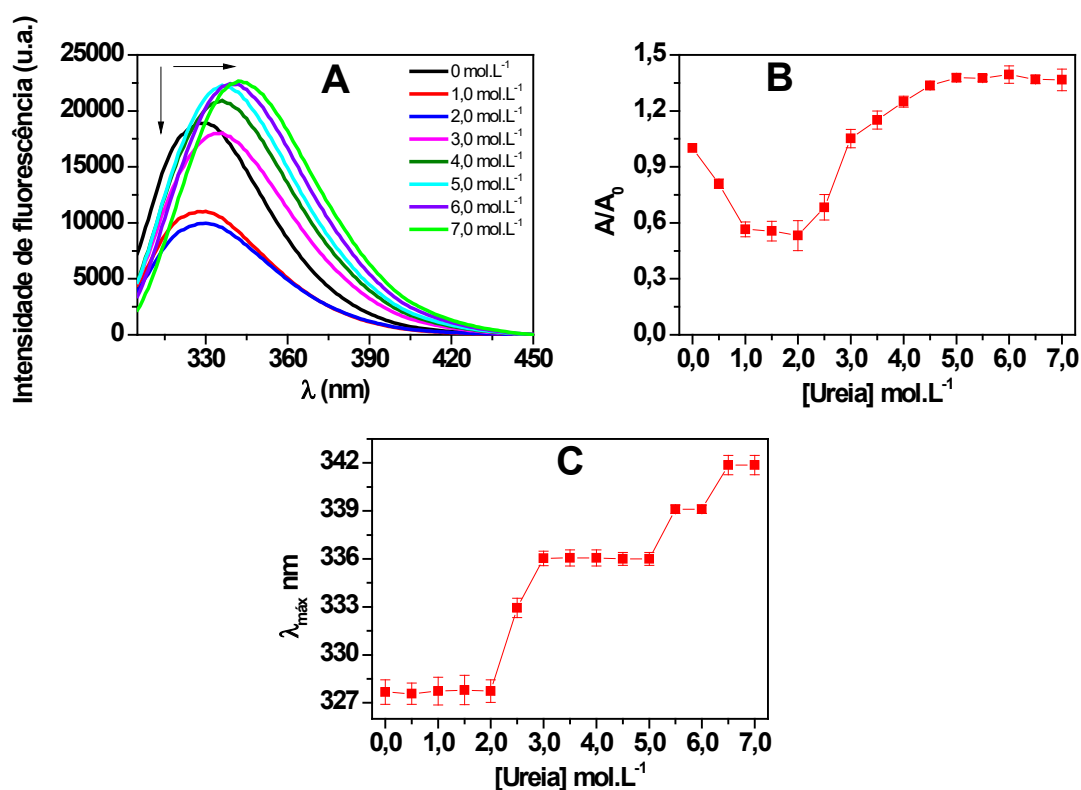 A
Intensidade de fluorescência (u.a.)
25000
20000
15000
10000
5000
0
330 360 390 420 450
λ (nm)
0 mol.L⁻¹
1,0 mol.L⁻¹
2,0 mol.L⁻¹
3,0 mol.L⁻¹
4,0 mol.L⁻¹
5,0 mol.L⁻¹
6,0 mol.L⁻¹
7,0 mol.L⁻¹
B
A/A₀
1,5
1,2
0,9
0,6
0,3
0,0
0,0 1,0 2,0 3,0 4,0 5,0 6,0 7,0
[Ureia] mol.L⁻¹
C
λmáx nm
342
339
336
333
330
327
0,0 1,0 2,0 3,0 4,0 5,0 6,0 7,0
[Ureia] mol.L⁻¹